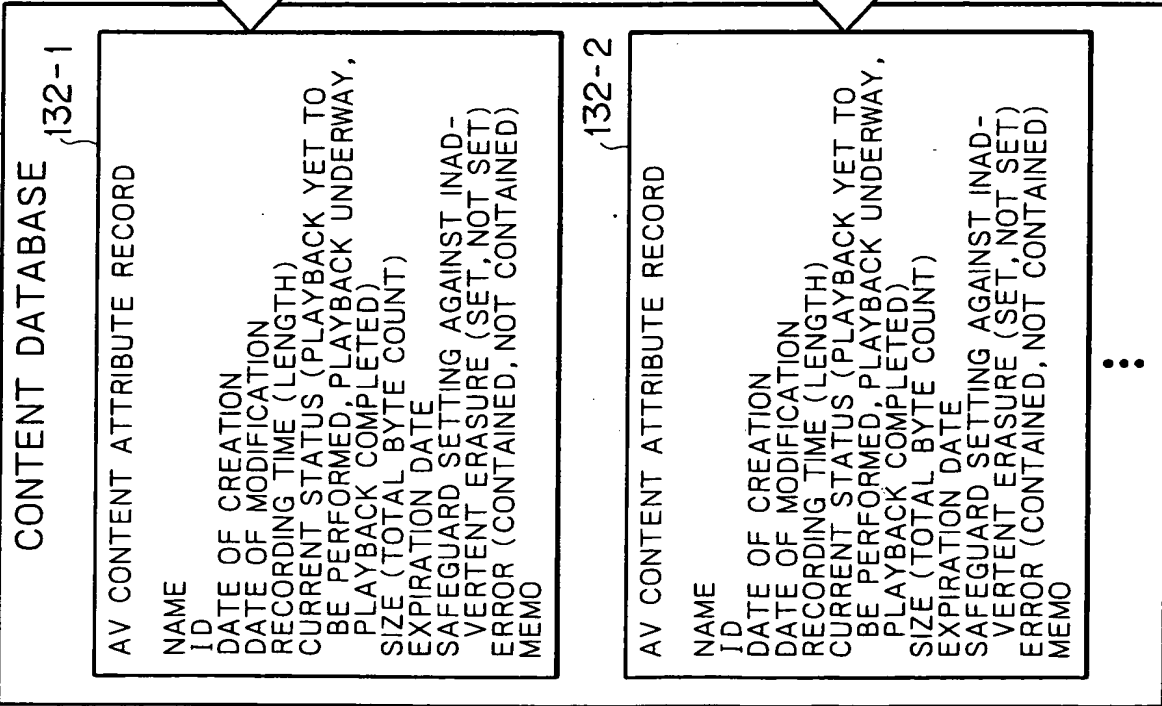 CONTENT DATABASE
132-1
AV CONTENT ATTRIBUTE RECORD
NAME
ID
DATE OF CREATION
DATE OF MODIFICATION
RECORDING TIME (LENGTH)
CURRENT STATUS (PLAYBACK YET TO
BE PERFORMED, PLAYBACK UNDERWAY,
PLAYBACK COMPLETED)
SIZE (TOTAL BYTE COUNT)
EXPIRATION DATE
SAFEGUARD SETTING AGAINST INAD-
VERTENT ERASURE (SET, NOT SET)
ERROR (CONTAINED, NOT CONTAINED)
MEMO
132-2
AV CONTENT ATTRIBUTE RECORD
NAME
ID
DATE OF CREATION
DATE OF MODIFICATION
RECORDING TIME (LENGTH)
CURRENT STATUS (PLAYBACK YET TO
BE PERFORMED, PLAYBACK UNDERWAY,
PLAYBACK COMPLETED)
SIZE (TOTAL BYTE COUNT)
EXPIRATION DATE
SAFEGUARD SETTING AGAINST INAD-
VERTENT ERASURE (SET, NOT SET)
ERROR (CONTAINED, NOT CONTAINED)
MEMO